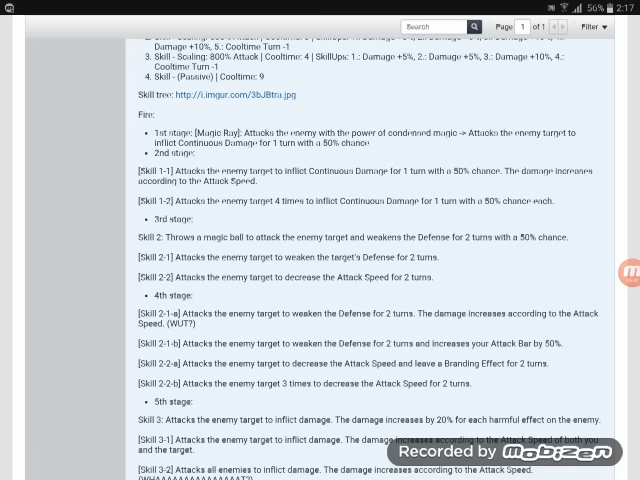 56% 2:17
Search Page 1 of 1 Filter
Damage +10%, 5.: Cooltime Turn -1
3. Skill - Scaling: 800% Attack | Cooltime: 4 | SkillUps: 1.: Damage +5%, 2.: Damage +5%, 3.: Damage +10%, 4.:
Cooltime Turn -1
4. Skill - (Passive) | Cooltime: 9
Skill tree: http://i.imgur.com/3bJBtra.jpg
Fire:
• 1st stage: [Magic Ray]: Attacks the enemy with the power of condensed magic -> Attacks the enemy target to
inflict Continuous Damage for 1 turn with a 50% chance
• 2nd stage:
[Skill 1-1] Attacks the enemy target to inflict Continuous Damage for 1 turn with a 50% chance. The damage increases
according to the Attack Speed.
[Skill 1-2] Attacks the enemy target 4 times to inflict Continuous Damage for 1 turn with a 50% chance each.
• 3rd stage:
Skill 2: Throws a magic ball to attack the enemy target and weakens the Defense for 2 turns with a 50% chance.
[Skill 2-1] Attacks the enemy target to weaken the target's Defense for 2 turns.
[Skill 2-2] Attacks the enemy target to decrease the Attack Speed for 2 turns.
• 4th stage:
[Skill 2-1-a] Attacks the enemy target to weaken the Defense for 2 turns. The damage increases according to the Attack
Speed. (WUT?)
[Skill 2-1-b] Attacks the enemy target to weaken the Defense for 2 turns and increases your Attack Bar by 50%.
[Skill 2-2-a] Attacks the enemy target to decrease the Attack Speed and leave a Branding Effect for 2 turns.
[Skill 2-2-b] Attacks the enemy target 3 times to decrease the Attack Speed for 2 turns.
• 5th stage:
Skill 3: Attacks the enemy target to inflict damage. The damage increases by 20% for each harmful effect on the enemy.
[Skill 3-1] Attacks the enemy target to inflict damage. The damage increases according to the Attack Speed of both you
and the target.
Recorded by mobizen
[Skill 3-2] Attacks all enemies to inflict damage. The damage increases according to the Attack Speed.